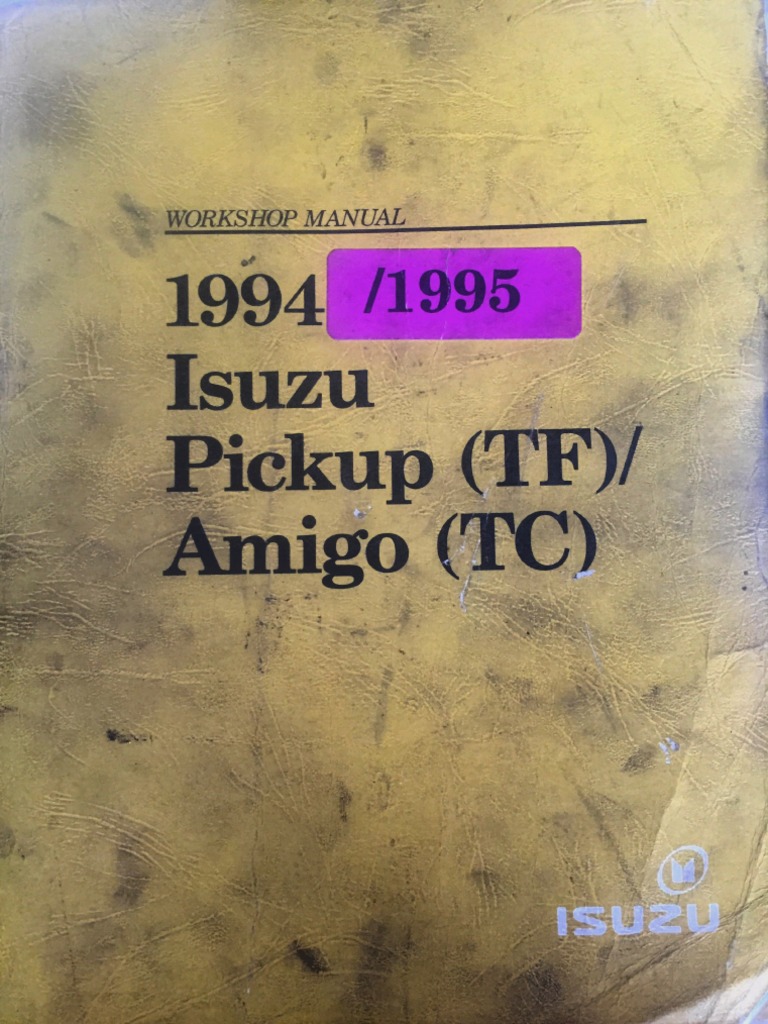 WORKSHOP MANUAL
1994 /1995
Isuzu
Pickup (TF)/
Amigo (TC)
ISUZU